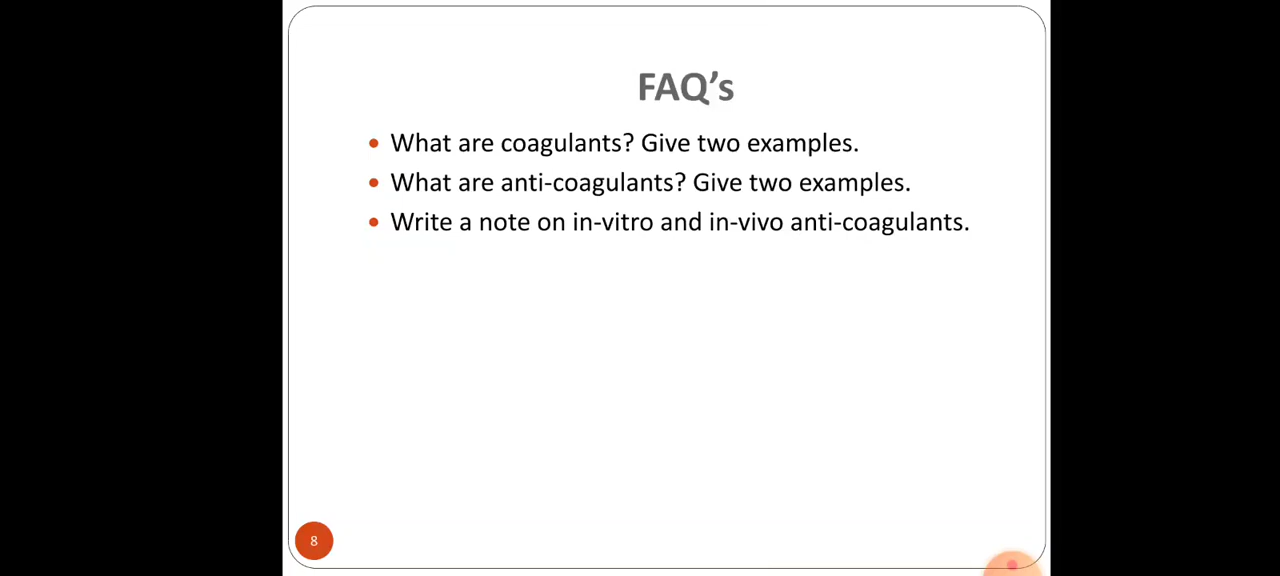 FAQ’s
• What are coagulants? Give two examples.
• What are anti-coagulants? Give two examples.
• Write a note on in-vitro and in-vivo anti-coagulants.
8